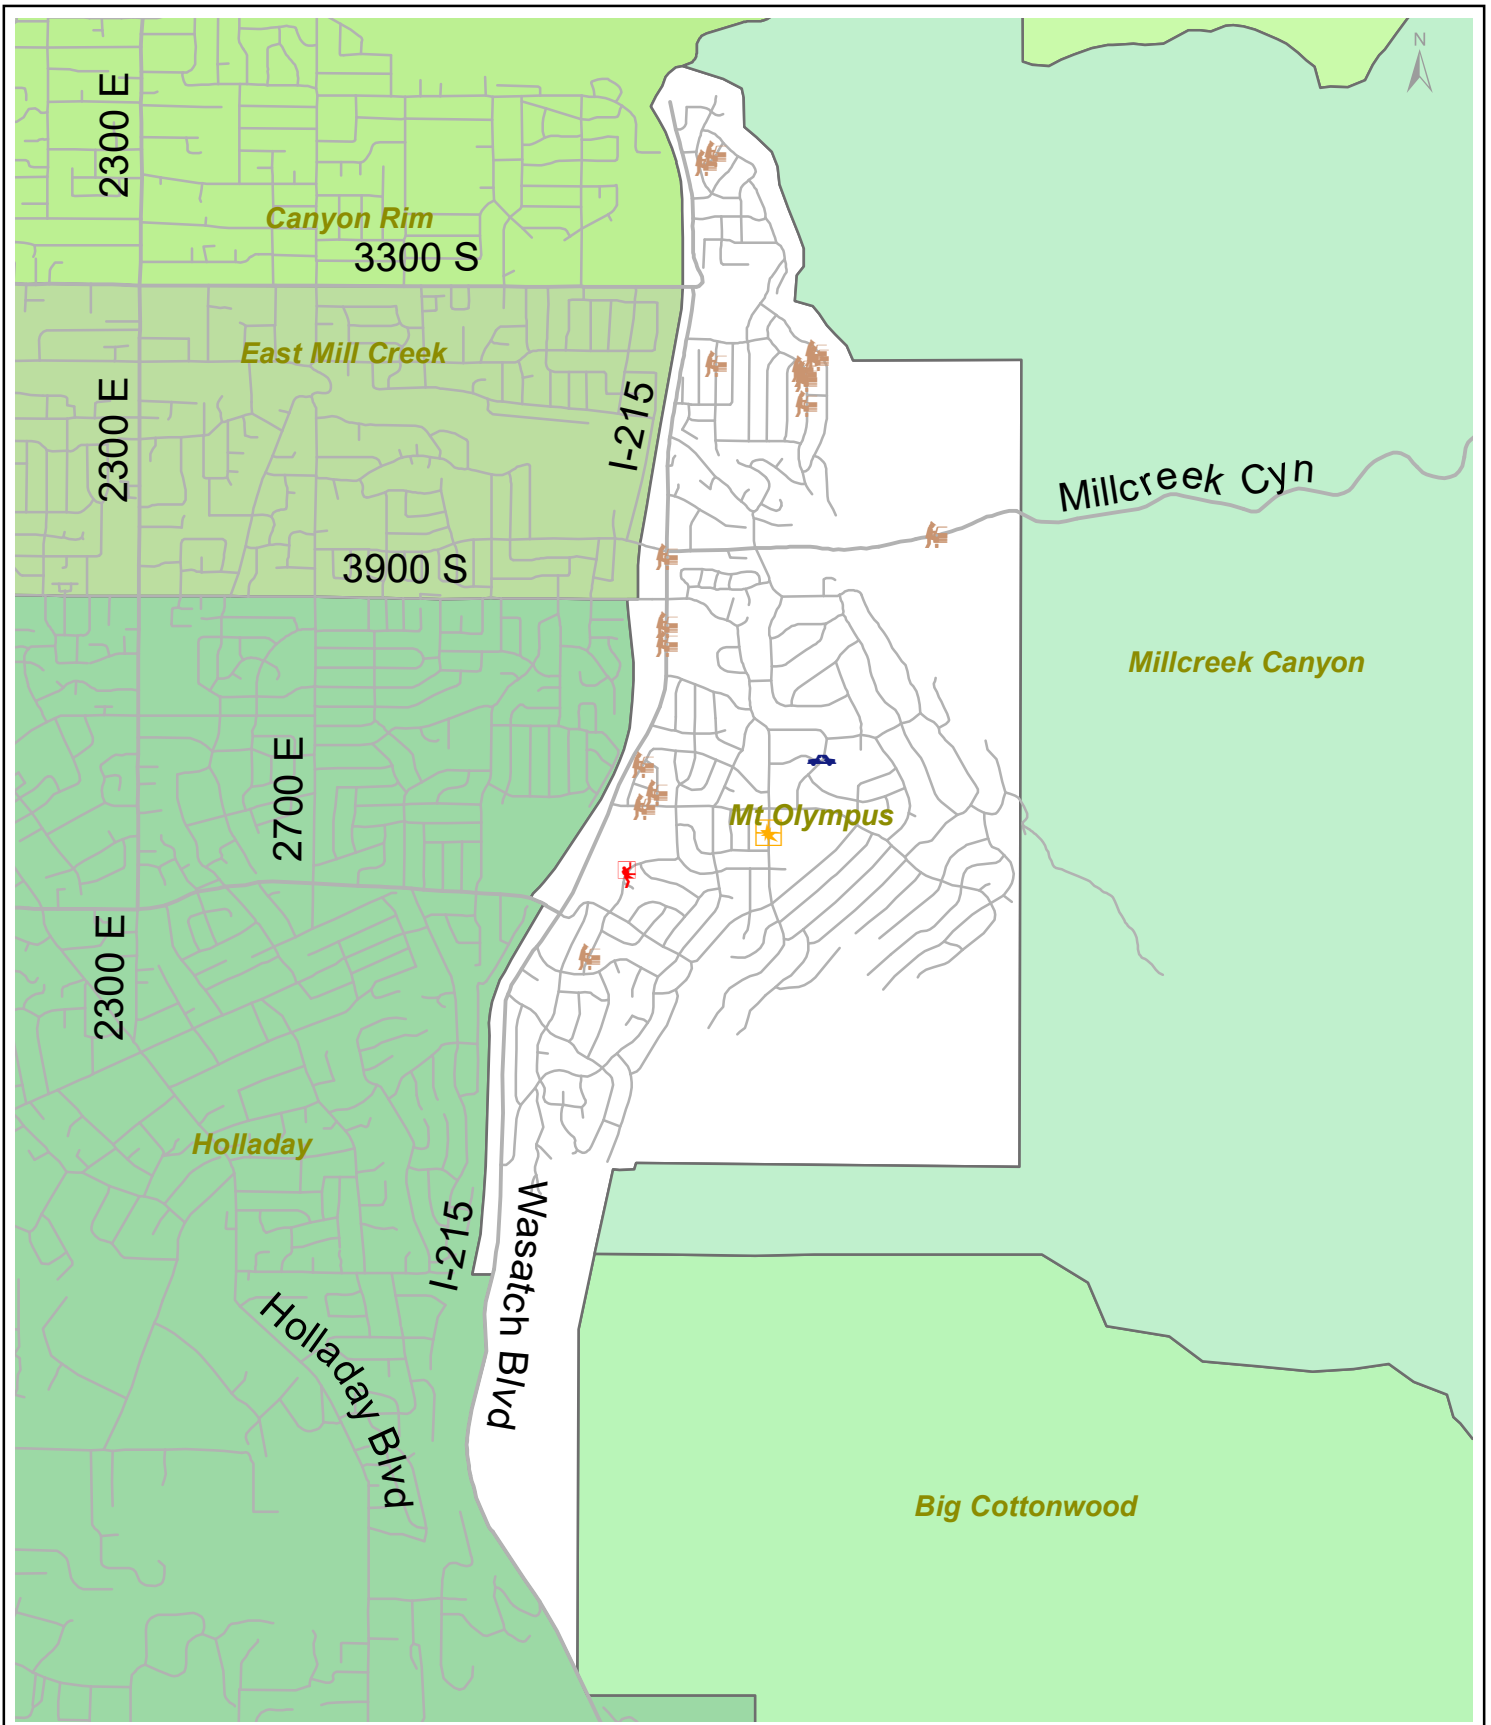 N
2300 E
Canyon Rim
3300 S
East Mill Creek
2300 E
I-215
Millcreek Cyn
3900 S
Millcreek Canyon
2700 E
Mt Olympus
2300 E
Holladay
I-215
Wasatch Blvd
Holladay Blvd
Big Cottonwood